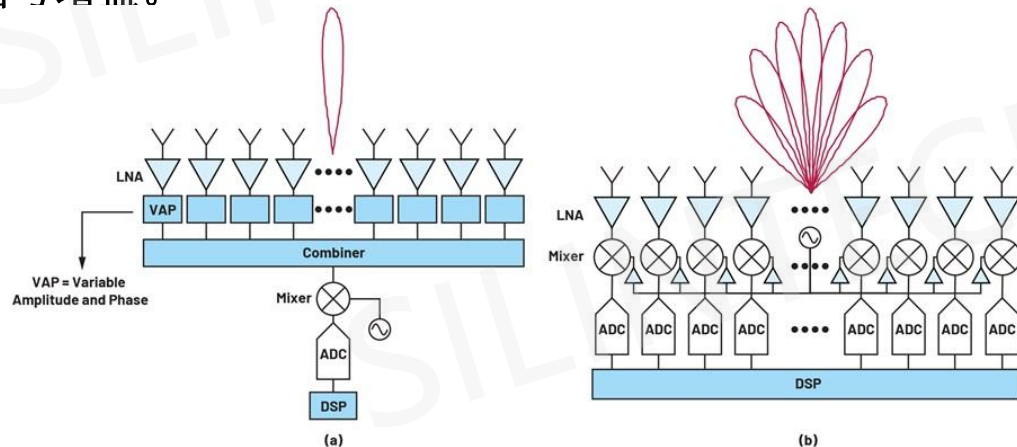 LNA
VAP
Combiner
VAP = Variable
Amplitude and Phase
Mixer
ADC
DSP
(a)
LNA
Mixer
ADC
ADC
ADC
ADC
ADC
ADC
ADC
ADC
DSP
(b)